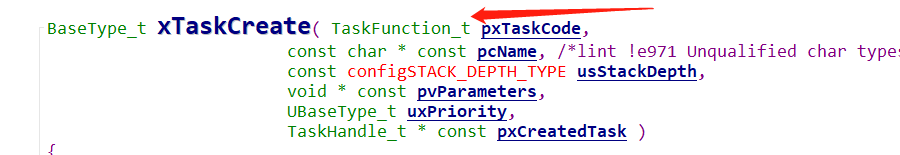 BaseType_t xTaskCreate( TaskFunction_t pxTaskCode,
const char * const pcName, /*lint !e971 Unqualified char types
const configSTACK_DEPTH_TYPE usStackDepth,
void * const pvParameters,
UBaseType_t uxPriority,
TaskHandle_t * const pxCreatedTask )
{